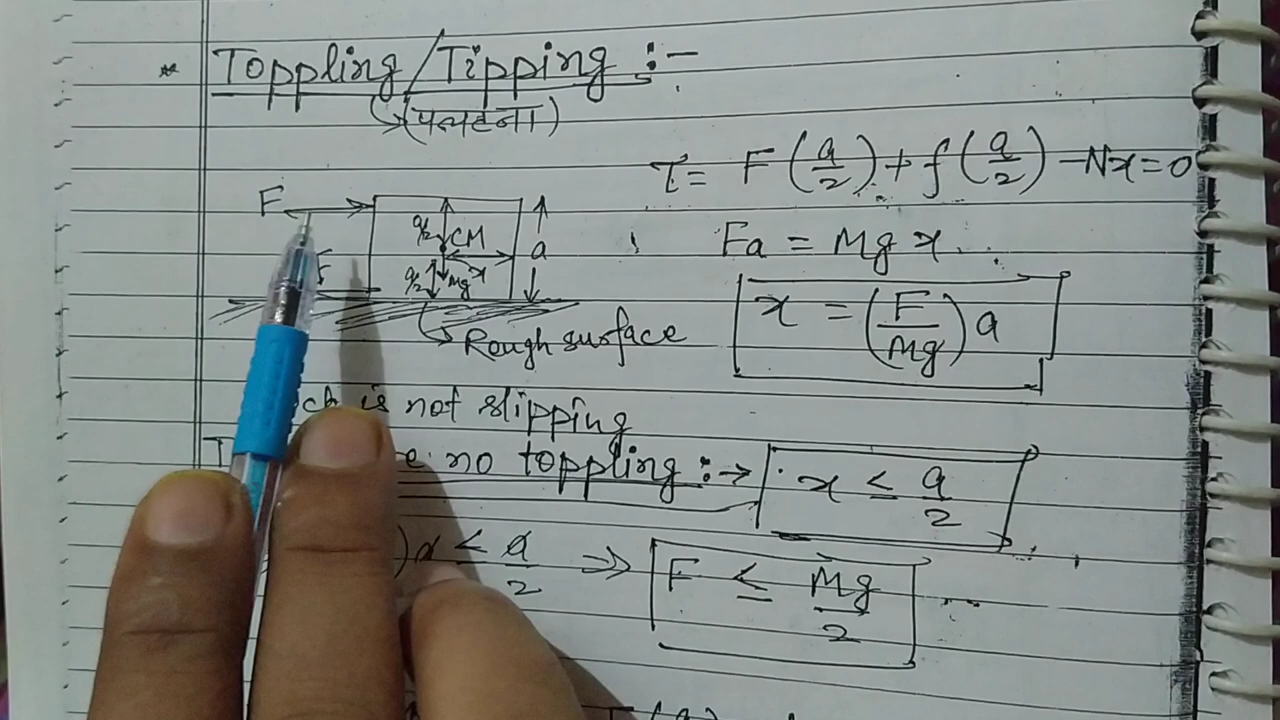 * Toppling/Tipping :-
(पलटना)
τ = F(a/2) + f(a/2) - Nx = 0
F
a/2 CM a
a/2 Mg x
f
Fa = Mg x
x = (F/Mg) a
Rough surface
is not slipping
no toppling :→ x ≤ a/2
)a < a/2 ⇒ F ≤ Mg/2